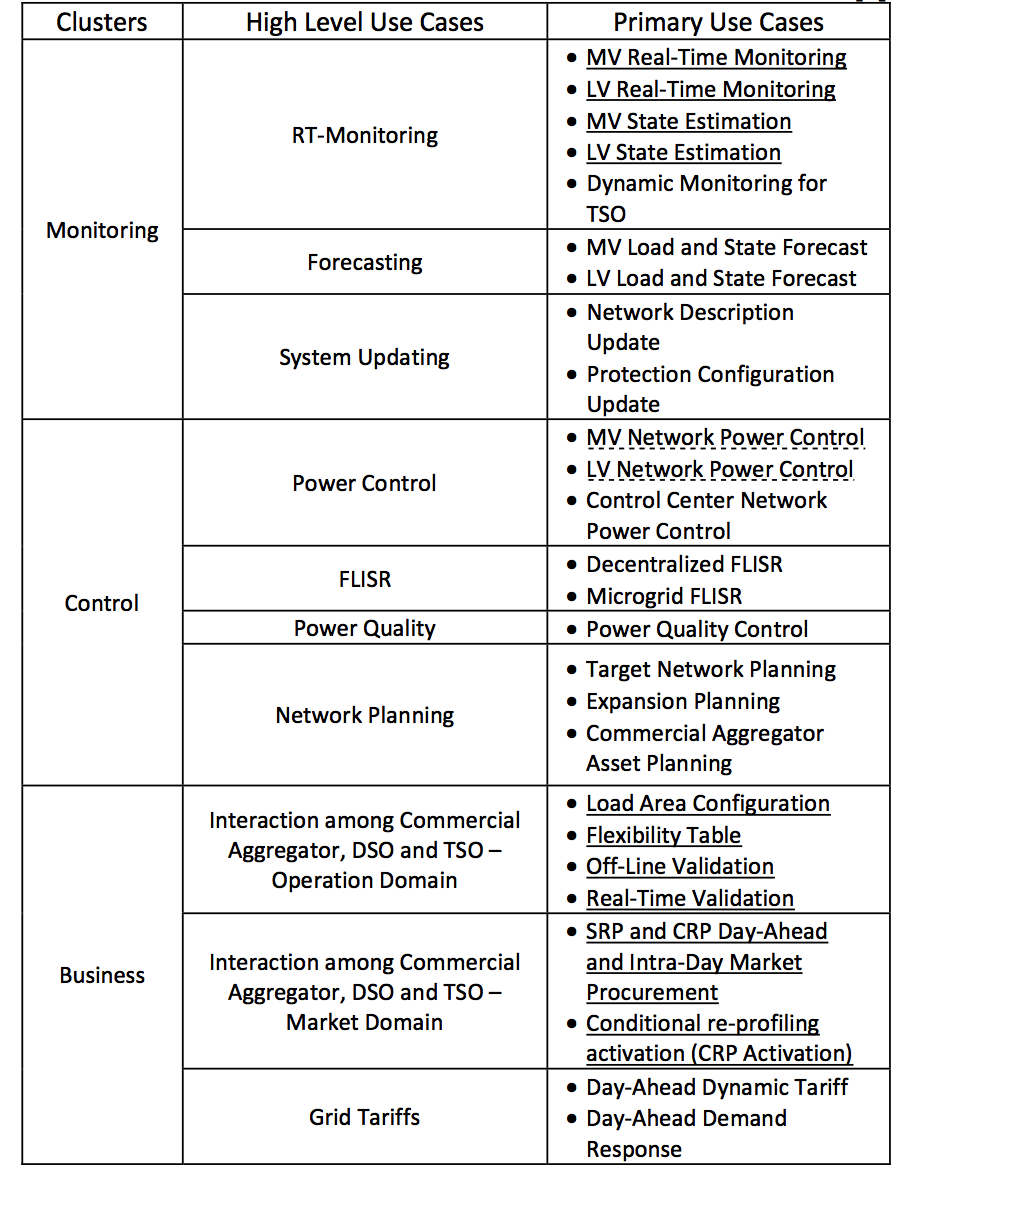 Clusters High Level Use Cases Primary Use Cases
Monitoring
RT-Monitoring
• MV Real-Time Monitoring
• LV Real-Time Monitoring
• MV State Estimation
• LV State Estimation
• Dynamic Monitoring for
TSO
Forecasting
• MV Load and State Forecast
• LV Load and State Forecast
System Updating
• Network Description
Update
• Protection Configuration
Update
Control
Power Control
• MV Network Power Control
• LV Network Power Control
• Control Center Network
Power Control
FLISR
• Decentralized FLISR
• Microgrid FLISR
Power Quality
• Power Quality Control
Network Planning
• Target Network Planning
• Expansion Planning
• Commercial Aggregator
Asset Planning
Business
Interaction among Commercial
Aggregator, DSO and TSO –
Operation Domain
• Load Area Configuration
• Flexibility Table
• Off-Line Validation
• Real-Time Validation
Interaction among Commercial
Aggregator, DSO and TSO –
Market Domain
• SRP and CRP Day-Ahead
and Intra-Day Market
Procurement
• Conditional re-profiling
activation (CRP Activation)
Grid Tariffs
• Day-Ahead Dynamic Tariff
• Day-Ahead Demand
Response